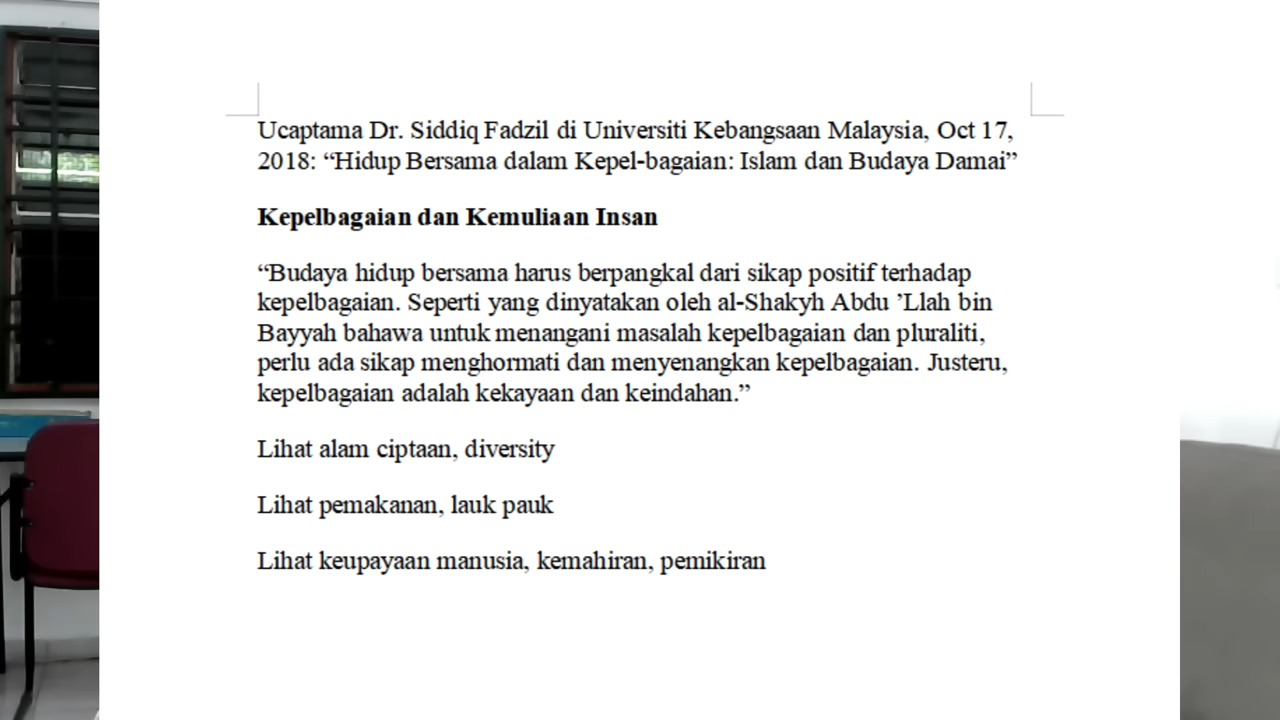 Ucaptama Dr. Siddiq Fadzil di Universiti Kebangsaan Malaysia, Oct 17,
2018: “Hidup Bersama dalam Kepel-bagaian: Islam dan Budaya Damai”
Kepelbagaian dan Kemuliaan Insan
“Budaya hidup bersama harus berpangkal dari sikap positif terhadap
kepelbagaian. Seperti yang dinyatakan oleh al-Shakyh Abdu ’Llah bin
Bayyah bahawa untuk menangani masalah kepelbagaian dan pluraliti,
perlu ada sikap menghormati dan menyenangkan kepelbagaian. Justeru,
kepelbagaian adalah kekayaan dan keindahan.”
Lihat alam ciptaan, diversity
Lihat pemakanan, lauk pauk
Lihat keupayaan manusia, kemahiran, pemikiran